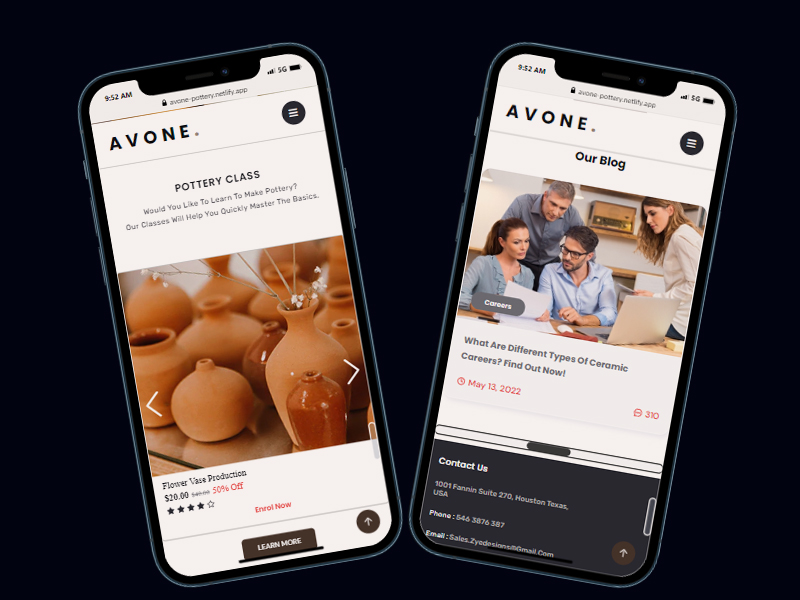 9:52 AM
5G
avone-pottery.netlify.app
AVONE.
POTTERY CLASS
Would You Like To Learn To Make Pottery?
Our Classes Will Help You Quickly Master The Basics.
Flower Vase Production
$20.00 $40.00 50% Off
Enrol Now
LEARN MORE
9:52 AM
5G
avone-pottery.netlify.app
AVONE.
Our Blog
Careers
What Are Different Types Of Ceramic
Careers? Find Out Now!
May 13, 2022
310
Contact Us
1001 Fannin Suite 270, Houston Texas,
USA
Phone : 546 3876 387
Email : Sales.Zyedesigns@Gmail.Com